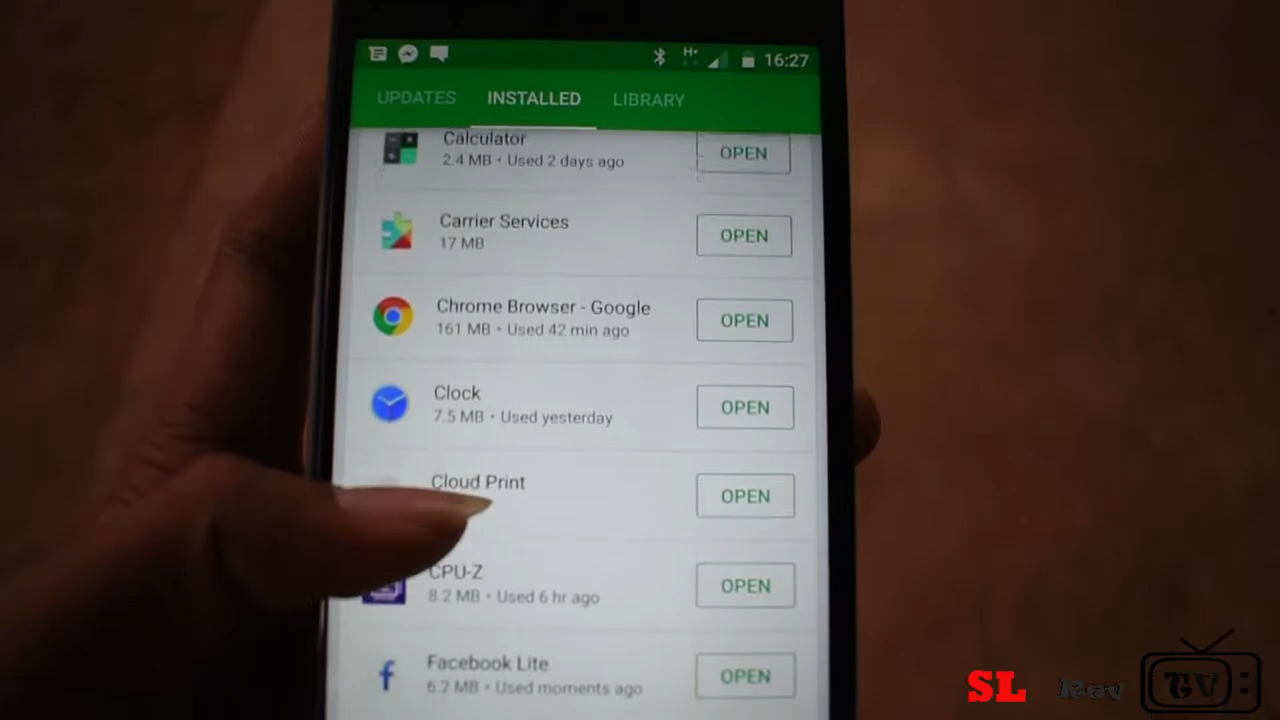 H+
16:27
UPDATES INSTALLED LIBRARY
Calculator
2.4 MB • Used 2 days ago
OPEN
Carrier Services
17 MB
OPEN
Chrome Browser - Google
161 MB • Used 42 min ago
OPEN
Clock
7.5 MB • Used yesterday
OPEN
Cloud Print
OPEN
CPU-Z
8.2 MB • Used 6 hr ago
OPEN
Facebook Lite
6.2 MB • Used moments ago
OPEN
SL Rev TV